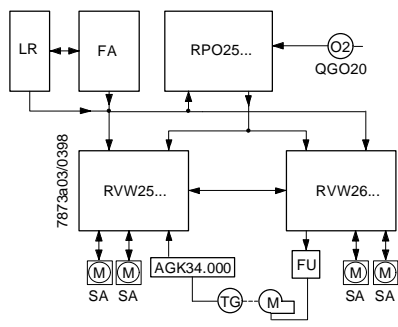 LR
FA
RPO25...
O2
QGO20
7873a03/0398
RVW25...
RVW26...
M
M
SA
SA
AGK34.000
FU
M
M
SA
SA
TG
M